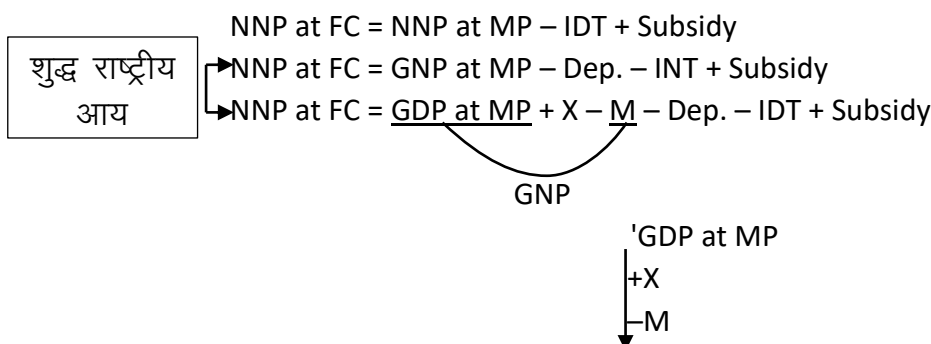 NNP at FC = NNP at MP – IDT + Subsidy
शुद्ध राष्ट्रीय
आय
NNP at FC = GNP at MP – Dep. – INT + Subsidy
NNP at FC = GDP at MP + X – M – Dep. – IDT + Subsidy
GNP
'GDP at MP
+X
–M